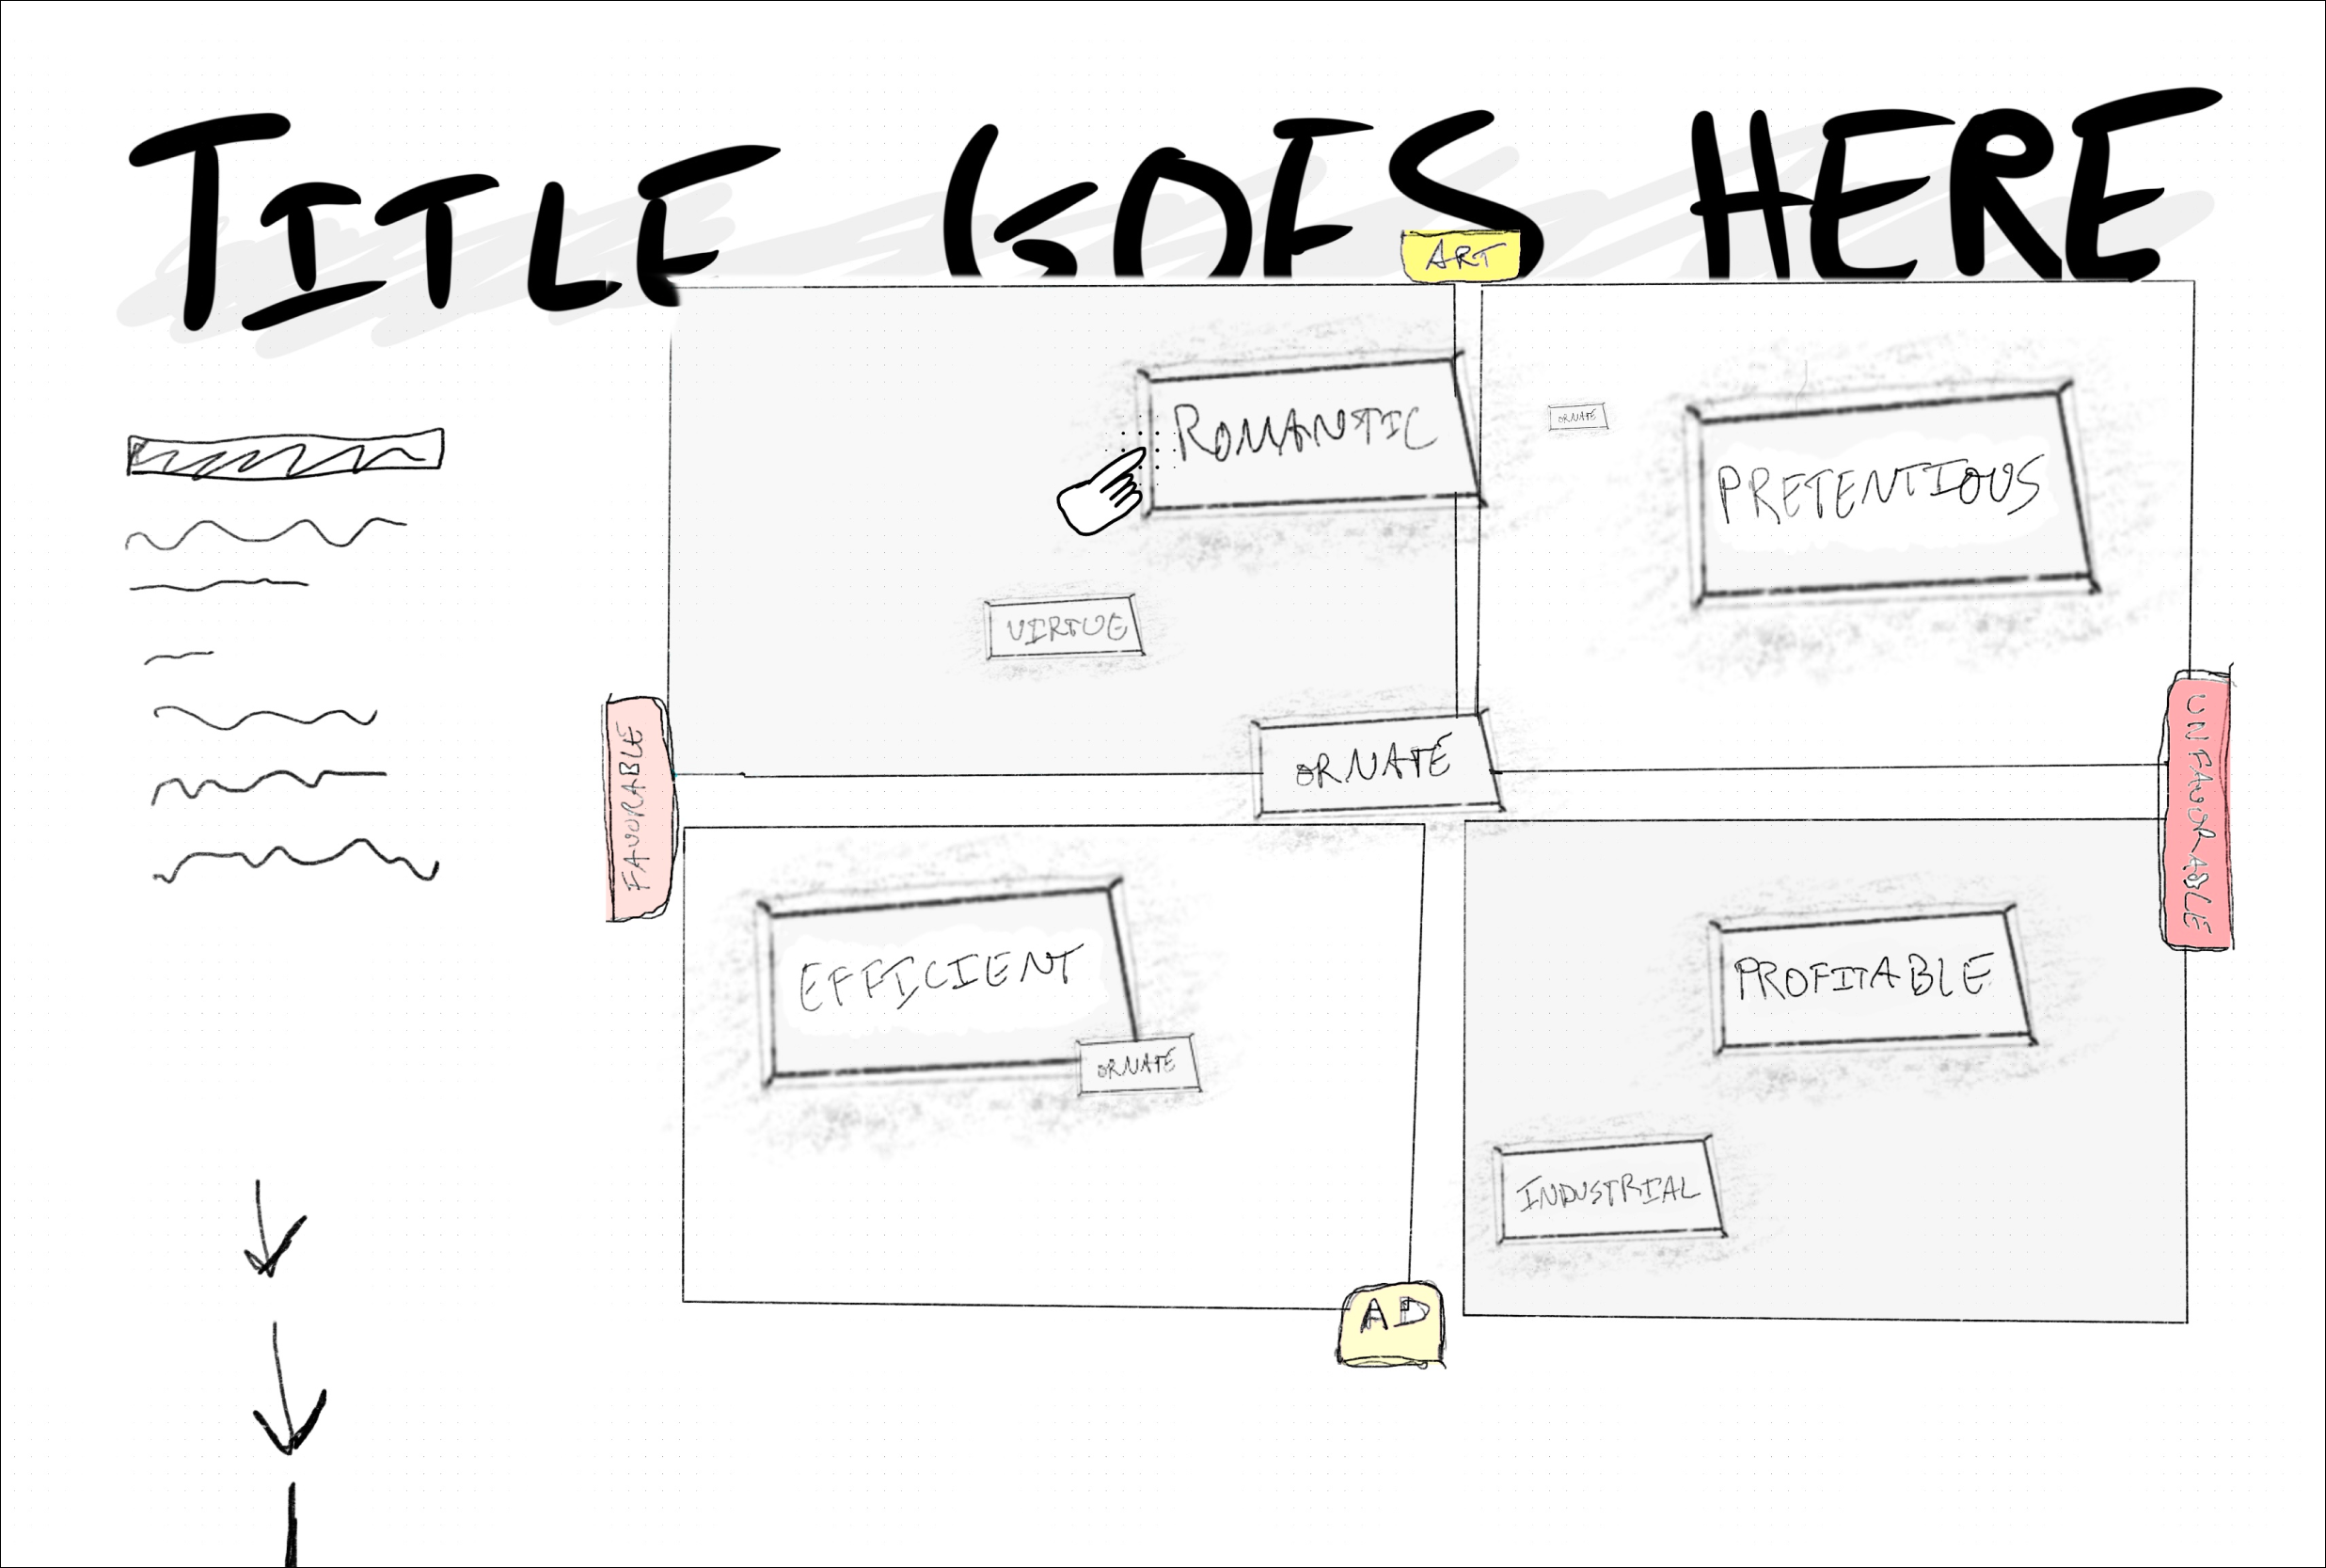 TITLE GOES HERE
ART
ROMANTIC
ORNATE
PRETENTIOUS
VIRTUE
ORNATE
FAVORABLE
UNFAVORABLE
EFFICIENT
ORNATE
PROFITABLE
INDUSTRIAL
AD